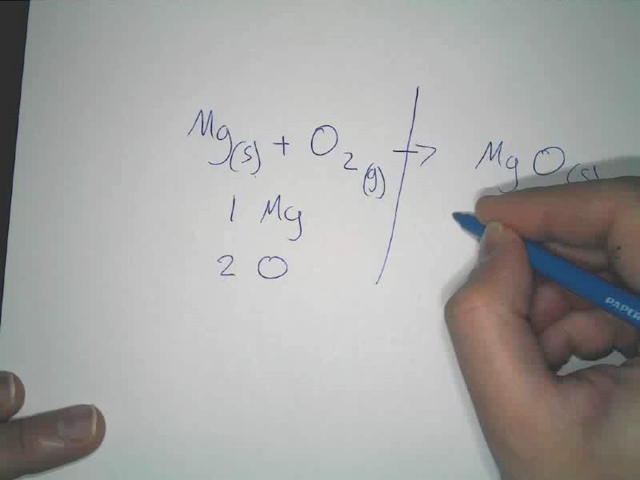 Mg(s) + O2(g) → MgO(s)
1 Mg
2 O
PAPER